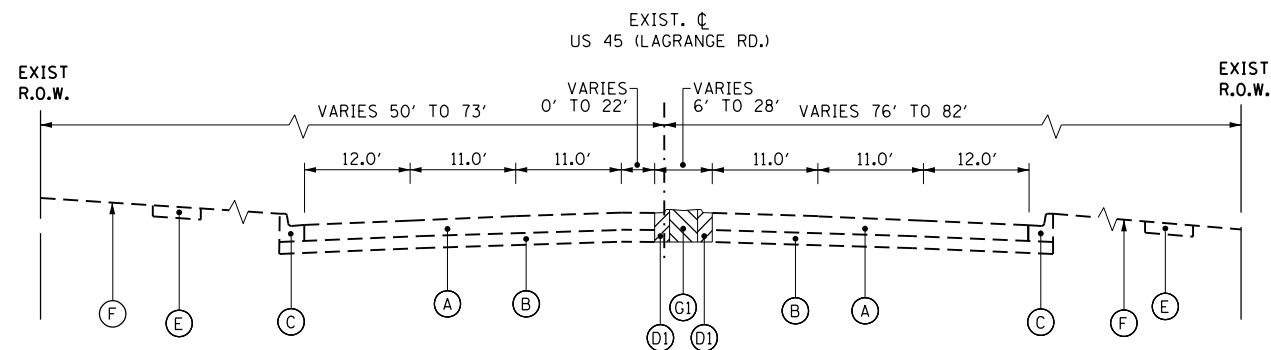 EXIST. ℄
US 45 (LAGRANGE RD.)
EXIST
R.O.W.
EXIST
R.O.W.
VARIES
0' TO 22'
VARIES
6' TO 28'
VARIES 50' TO 73'
VARIES 76' TO 82'
12.0' 11.0' 11.0' 11.0' 11.0' 12.0'
F E C A B D1 G1 D1 B A C F E